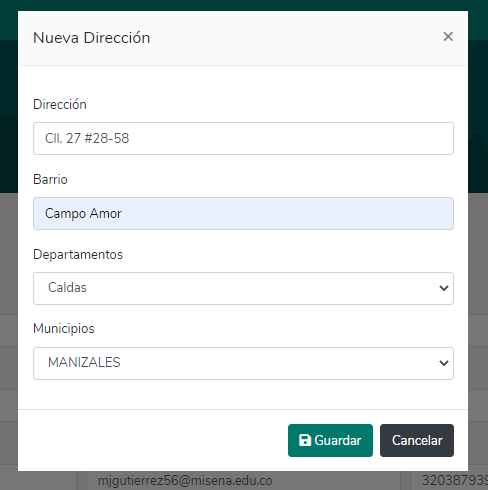 Nueva Dirección ×
Dirección
Cll. 27 #28-58
Barrio
Campo Amor
Departamentos
Caldas
Municipios
MANIZALES
Guardar Cancelar
mjgutierrez56@misena.edu.co 320387939